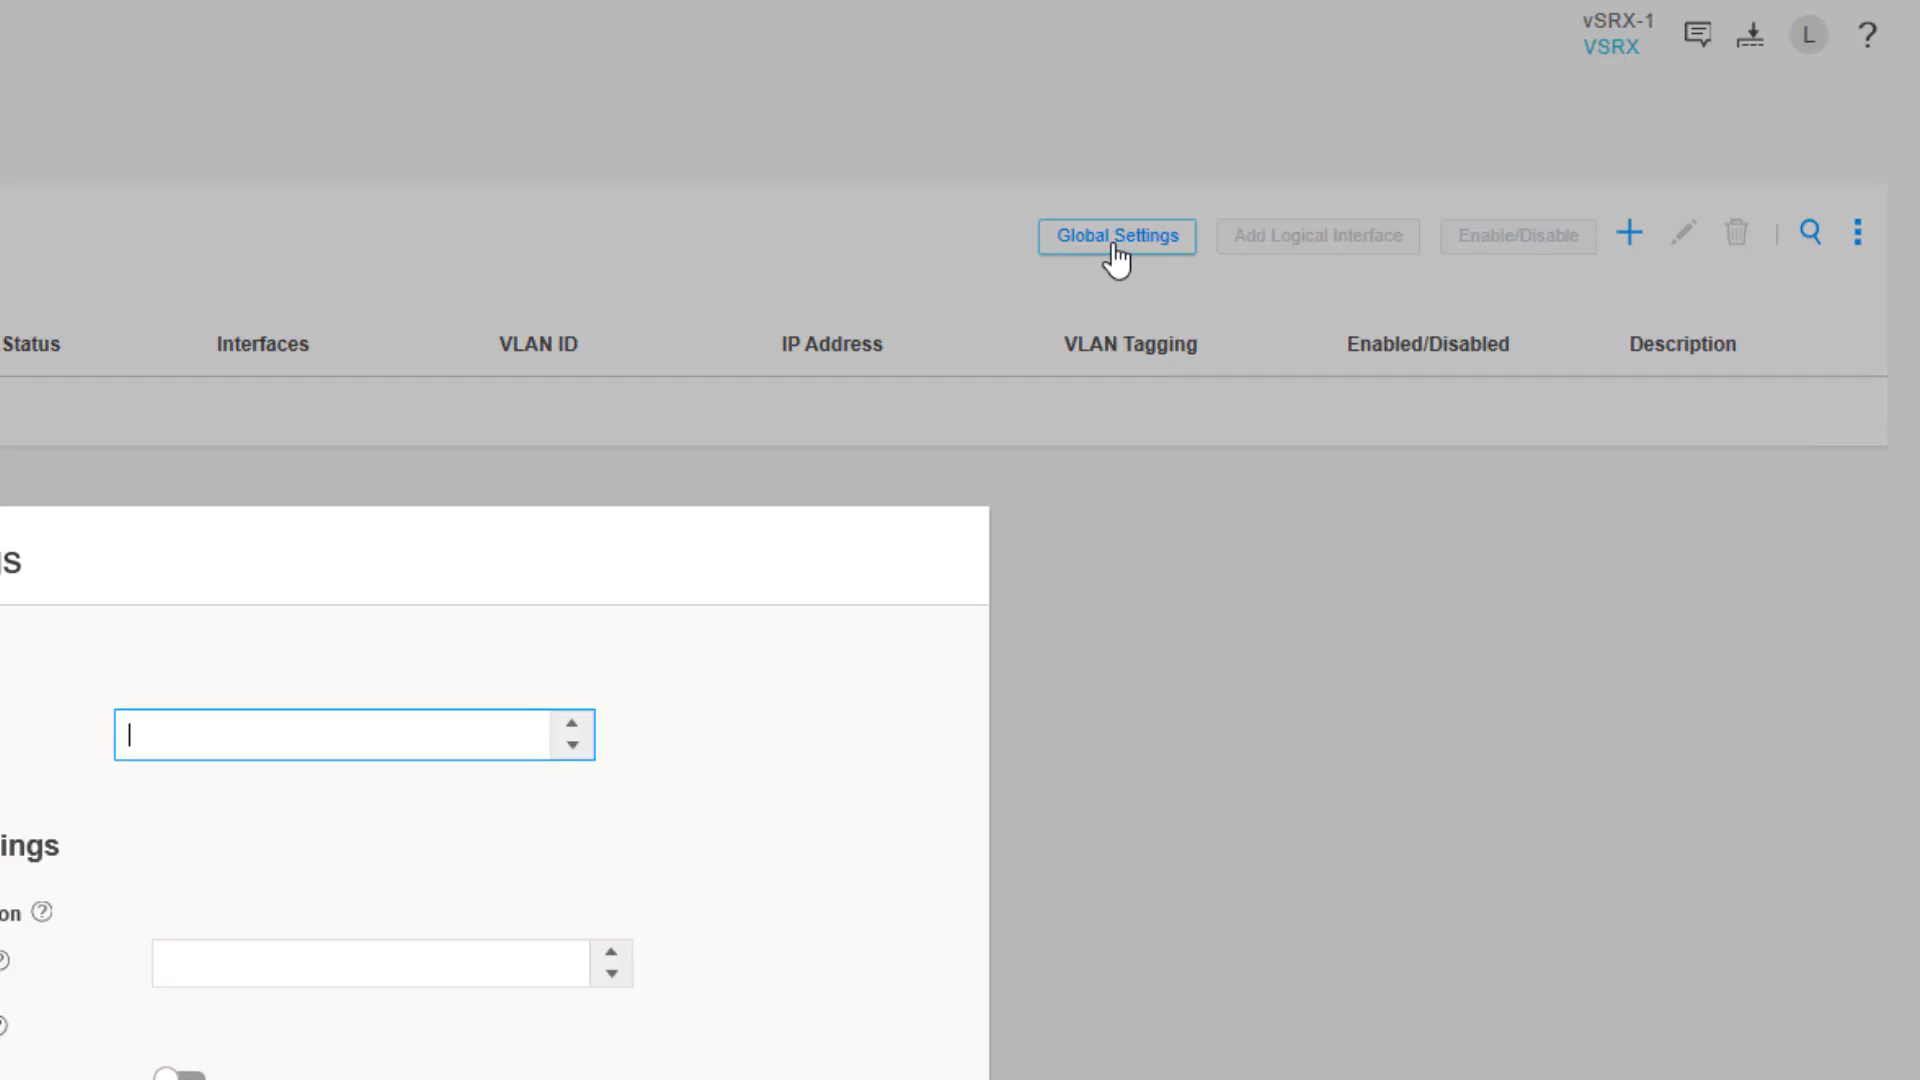 vSRX-1
VSRX
L
?
Global Settings
Add Logical Interface
Enable/Disable
Status
Interfaces
VLAN ID
IP Address
VLAN Tagging
Enabled/Disabled
Description
gs
ings
on ?
?
?